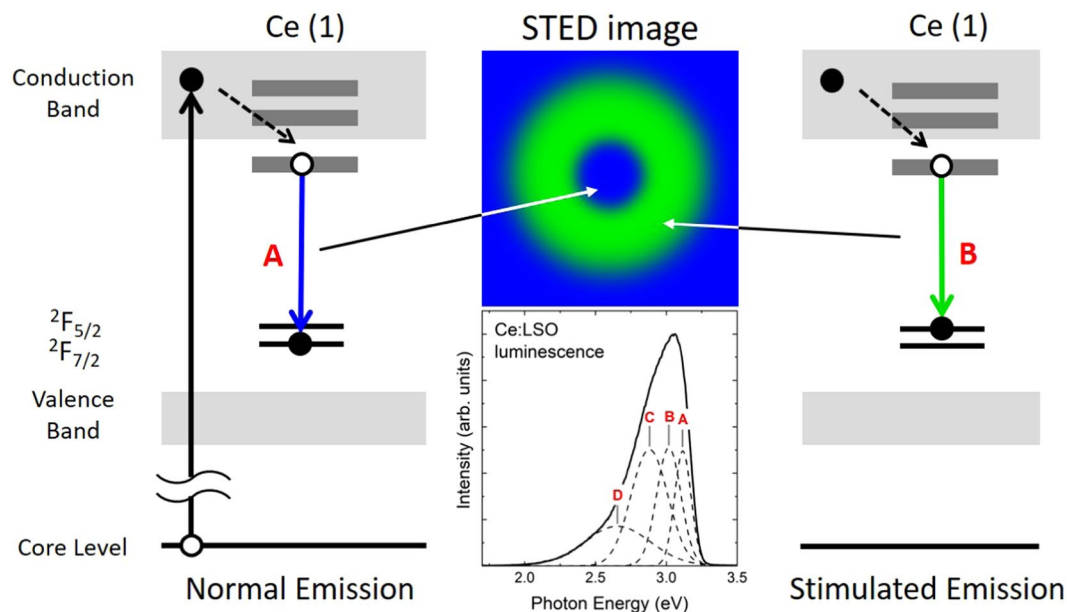 Ce (1)
STED image
Ce (1)
Conduction
Band
A
B
²F₅/₂
²F₇/₂
Valence
Band
Core Level
Normal Emission
Ce:LSO
luminescence
Intensity (arb. units)
C
B
A
D
2.0
2.5
3.0
3.5
Photon Energy (eV)
Stimulated Emission